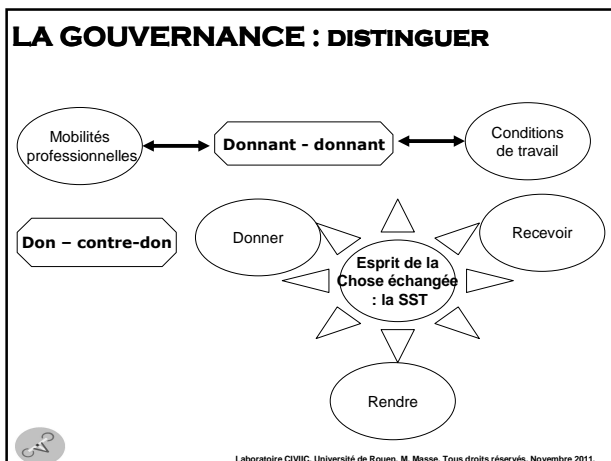 LA GOUVERNANCE : DISTINGUER
Mobilités
professionnelles
Donnant - donnant
Conditions
de travail
Don – contre-don
Donner
Recevoir
Esprit de la
Chose échangée
: la SST
Rendre
Laboratoire CIVIIC. Université de Rouen. M. Masse. Tous droits réservés. Novembre 2011.